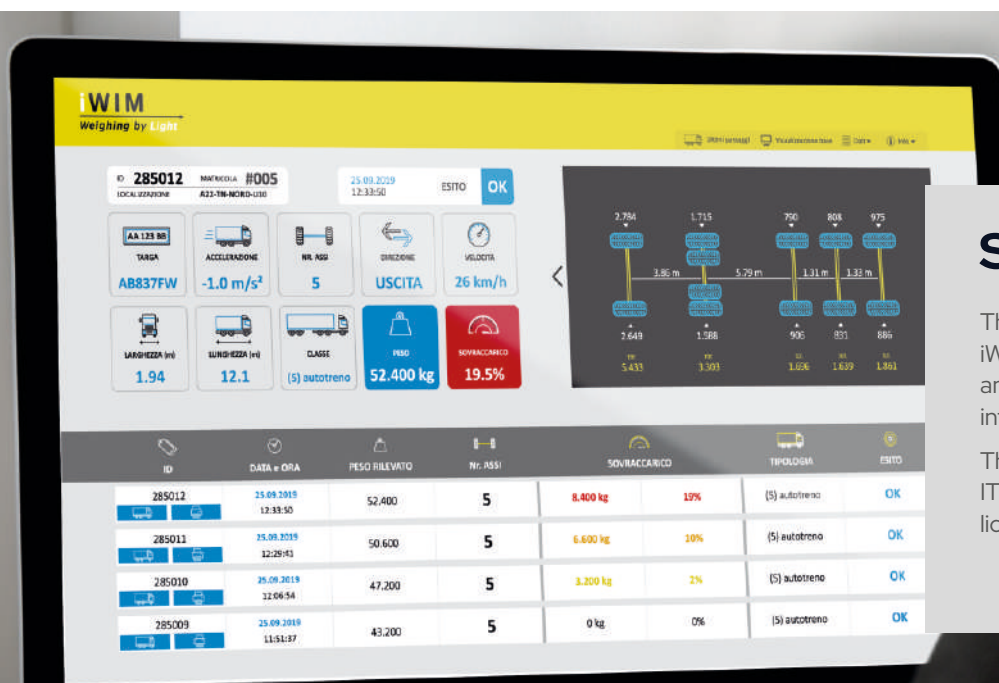 iWIM
Weighing by Light
Ultimi passaggi Visualizzazione base Info
ID 285012 MATRICOLA #005
LOCALIZZAZIONE A22-TN-NORD-U10
25.09.2019
12:33:50
ESITO OK
AA 123 BB
TARGA ACCELERAZIONE NR. ASSI DIREZIONE VELOCITÀ
AB837FW -1.0 m/s² 5 USCITA 26 km/h
LARGHEZZA (m) LUNGHEZZA (m) CLASSE PESO SOVRACCARICO
1.94 12.1 (5) autotreno 52.400 kg 19.5%
2.784 1.715 790 808 975
3.86 m 5.79 m 1.31 m 1.33 m
2.649 1.588 906 831 886
5.433 3.303 1.696 1.639 1.861
ID DATA e ORA PESO RILEVATO Nr. ASSI SOVRACCARICO TIPOLOGIA ESITO
285012 25.09.2019 12:33:50 52.400 5 8.400 kg 19% (5) autotreno OK
285011 25.09.2019 12:29:41 50.600 5 6.600 kg 10% (5) autotreno OK
285010 25.09.2019 12:06:54 47.200 5 3.200 kg 2% (5) autotreno OK
285009 25.09.2019 11:51:37 43.200 5 0 kg 0% (5) autotreno OK
S
Th
iW
an
in
Th
IT
lic